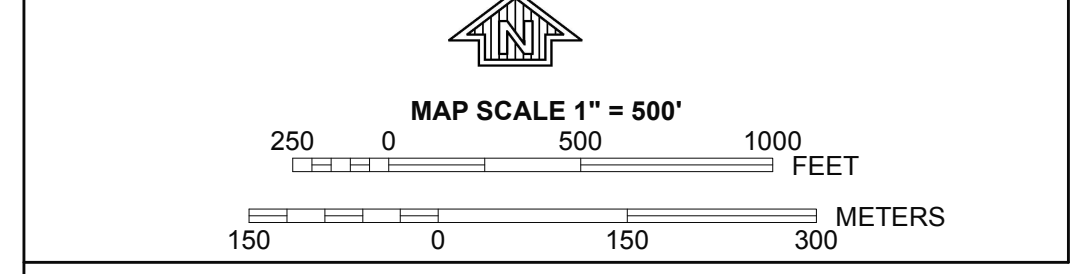 N
MAP SCALE 1" = 500'
250 0 500 1000
FEET
METERS
150 0 150 300